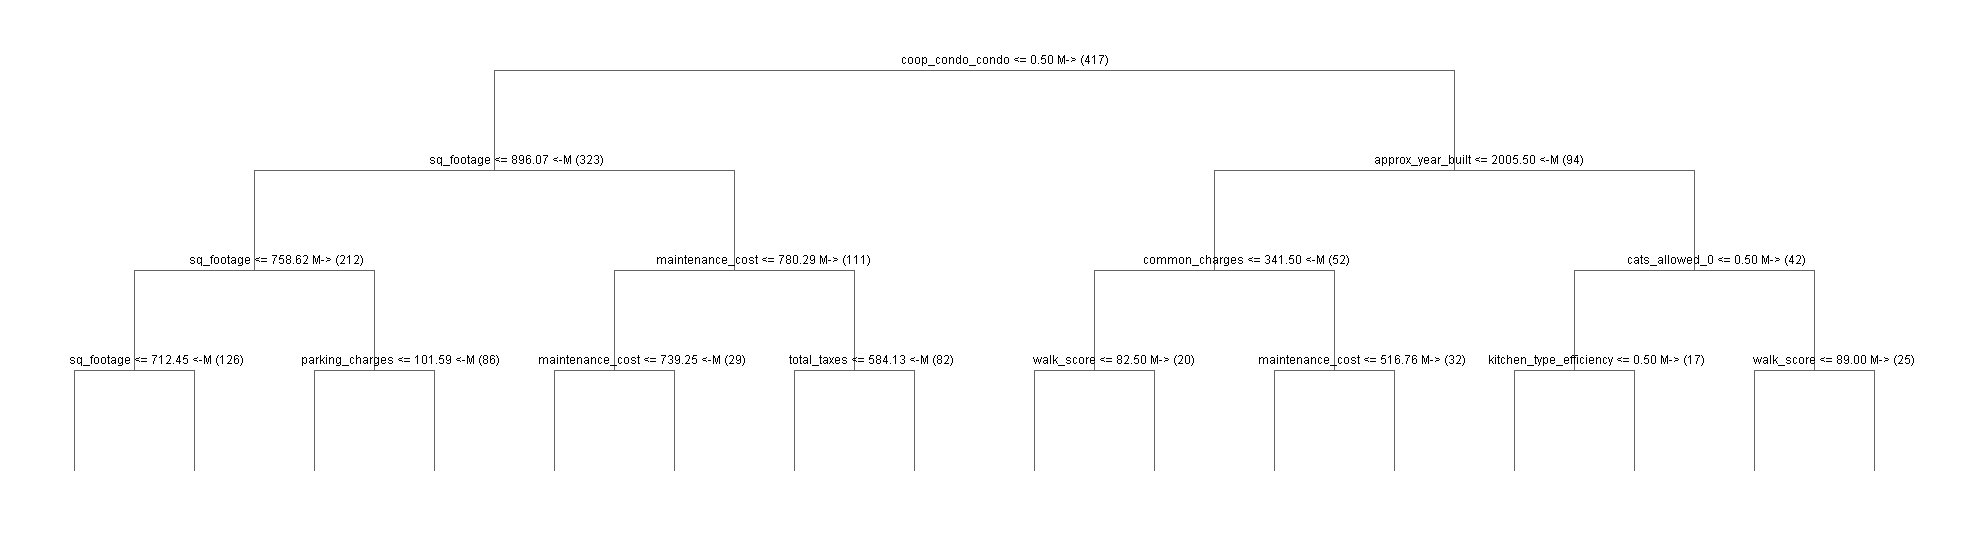 coop_condo_condo <= 0.50 M-> (417)
sq_footage <= 896.07 <-M (323)
approx_year_built <= 2005.50 <-M (94)
sq_footage <= 758.62 M-> (212)
maintenance_cost <= 780.29 M-> (111)
common_charges <= 341.50 <-M (52)
cats_allowed_0 <= 0.50 M-> (42)
sq_footage <= 712.45 <-M (126)
parking_charges <= 101.59 <-M (86)
maintenance_cost <= 739.25 <-M (29)
total_taxes <= 584.13 <-M (82)
walk_score <= 82.50 M-> (20)
maintenance_cost <= 516.76 M-> (32)
kitchen_type_efficiency <= 0.50 M-> (17)
walk_score <= 89.00 M-> (25)